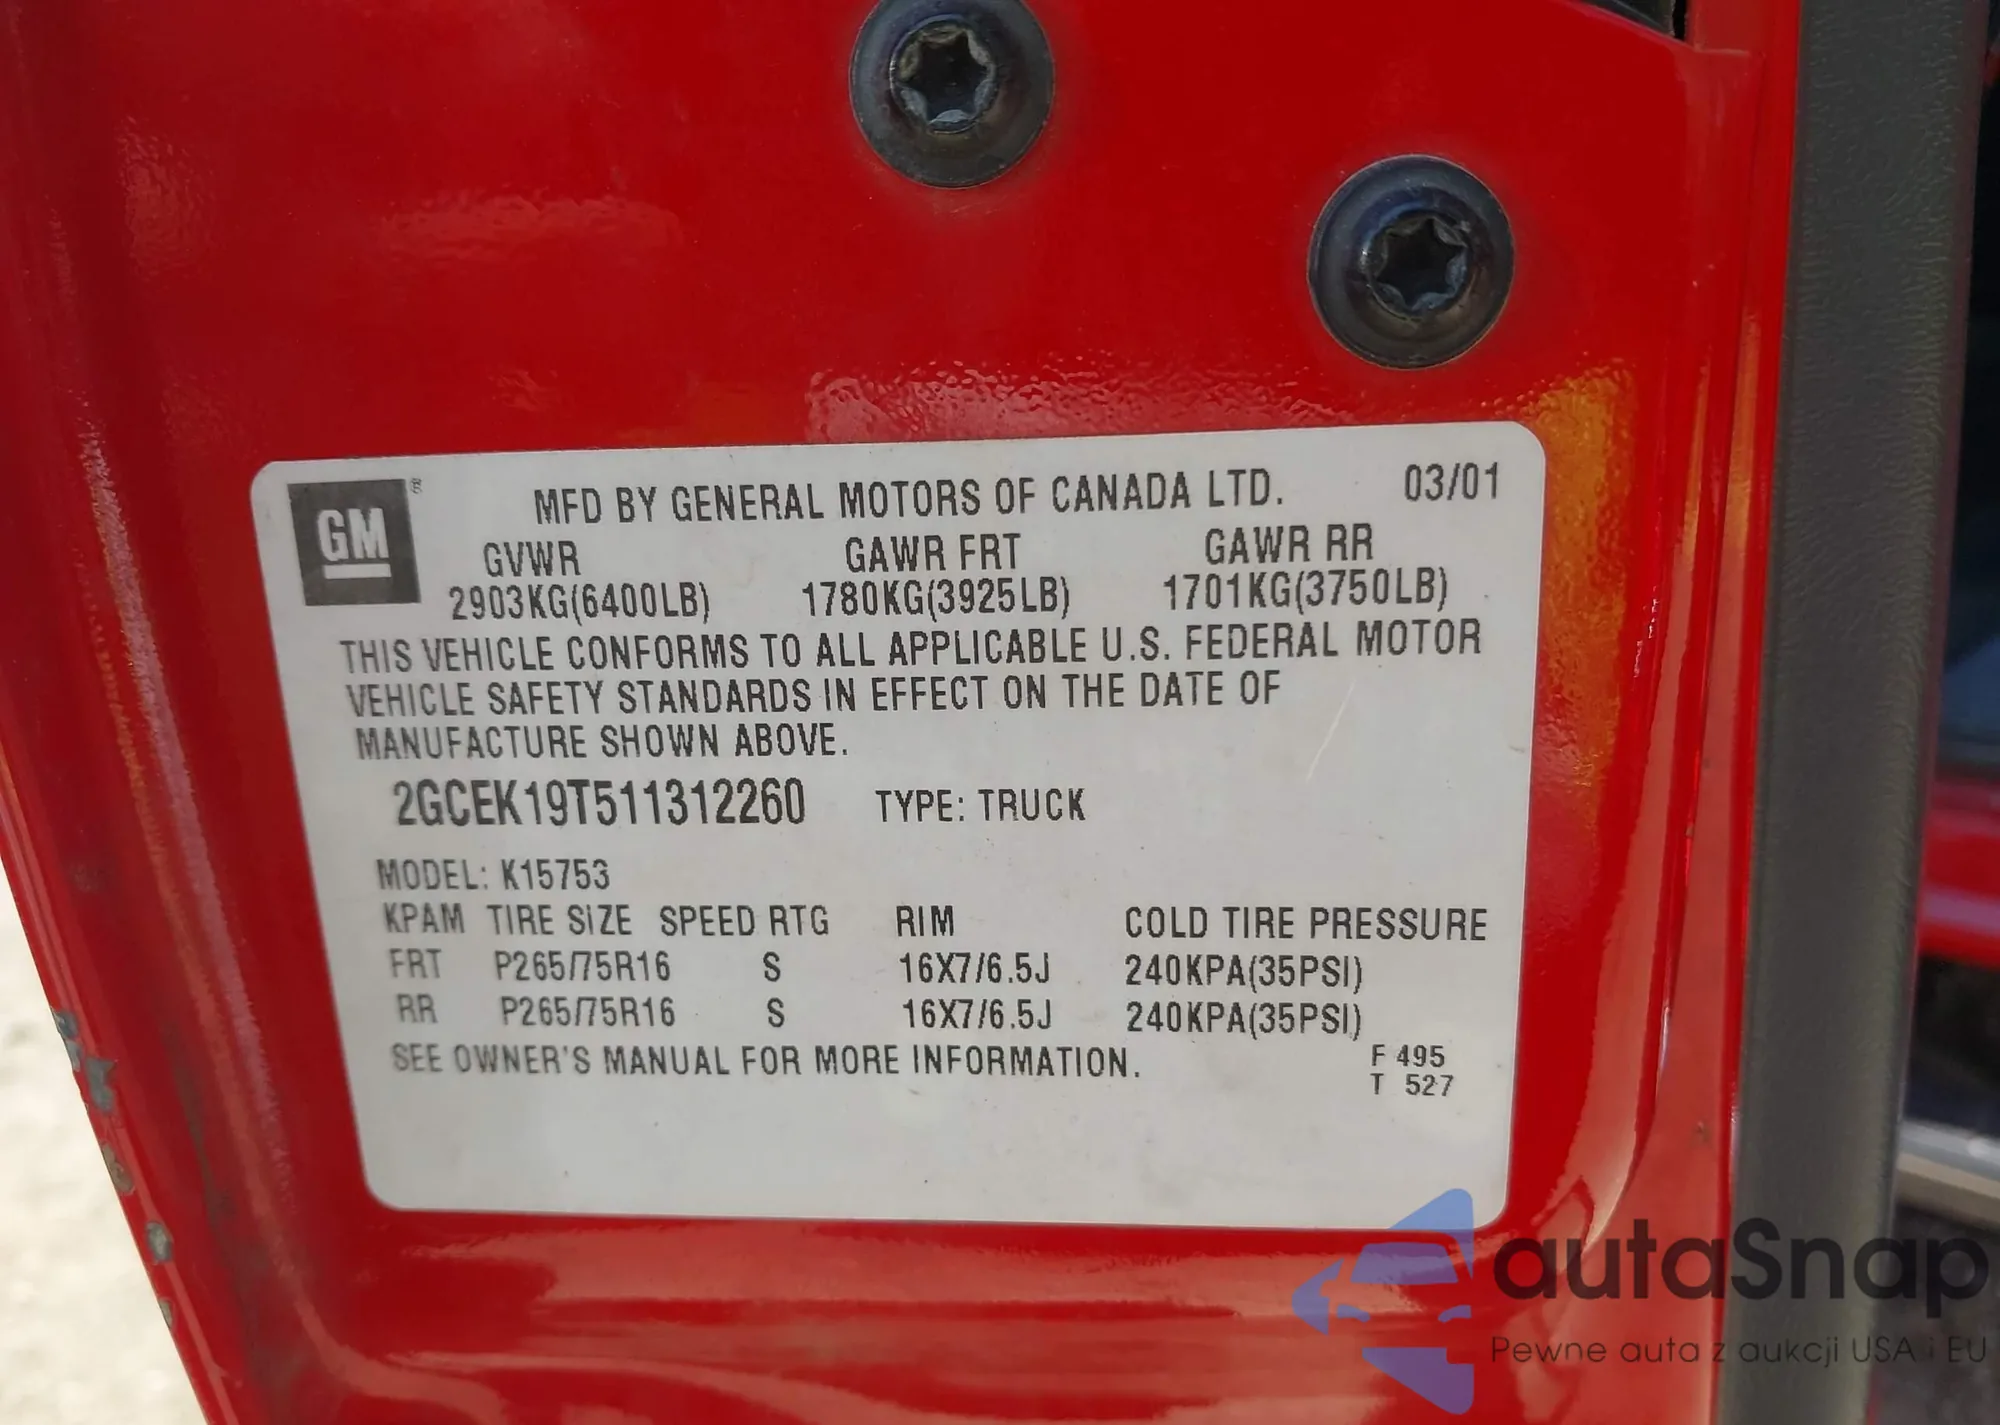 GM ®
MFD BY GENERAL MOTORS OF CANADA LTD. 03/01
GVWR GAWR FRT GAWR RR
2903KG(6400LB) 1780KG(3925LB) 1701KG(3750LB)
THIS VEHICLE CONFORMS TO ALL APPLICABLE U.S. FEDERAL MOTOR
VEHICLE SAFETY STANDARDS IN EFFECT ON THE DATE OF
MANUFACTURE SHOWN ABOVE.
2GCEK19T511312260 TYPE: TRUCK
MODEL: K15753
KPAM TIRE SIZE SPEED RTG RIM COLD TIRE PRESSURE
FRT P265/75R16 S 16X7/6.5J 240KPA(35PSI)
RR P265/75R16 S 16X7/6.5J 240KPA(35PSI)
SEE OWNER'S MANUAL FOR MORE INFORMATION.
F 495
T 527
autaSnap
Pewne auta z aukcji USA i EU